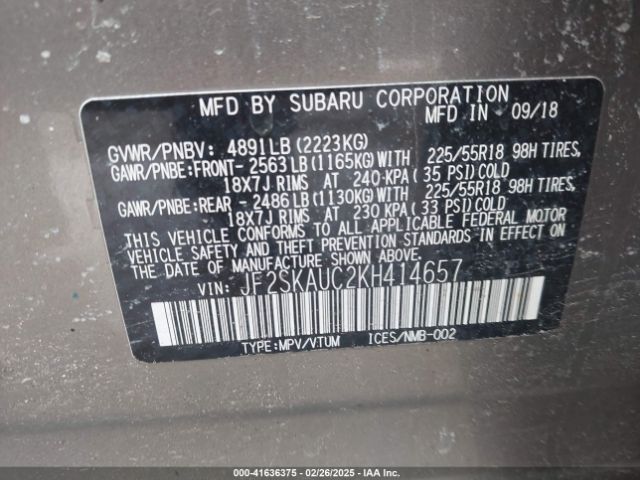 MFD BY SUBARU CORPORATION
MFD IN 09/18
GVWR/PNBV: 4891LB (2223KG)
GAWR/PNBE:FRONT- 2563LB(1165KG)WITH 225/55R18 98H TIRES,
18X7J RIMS AT 240 KPA (35 PSI)COLD
GAWR/PNBE:REAR - 2486LB(1130KG)WITH 225/55R18 98H TIRES,
18X7J RIMS AT 230 KPA (33 PSI)COLD
THIS VEHICLE CONFORMS TO ALL APPLICABLE FEDERAL MOTOR
VEHICLE SAFETY AND THEFT PREVENTION STANDARDS IN EFFECT ON
THE DATE OF MANUFACTURE SHOWN ABOVE.
VIN: JF2SKAUC2KH414657
TYPE:MPV/VTUM ICES/NMB-002
000-41636375 02/26/2025 IAA Holdings, LLC.